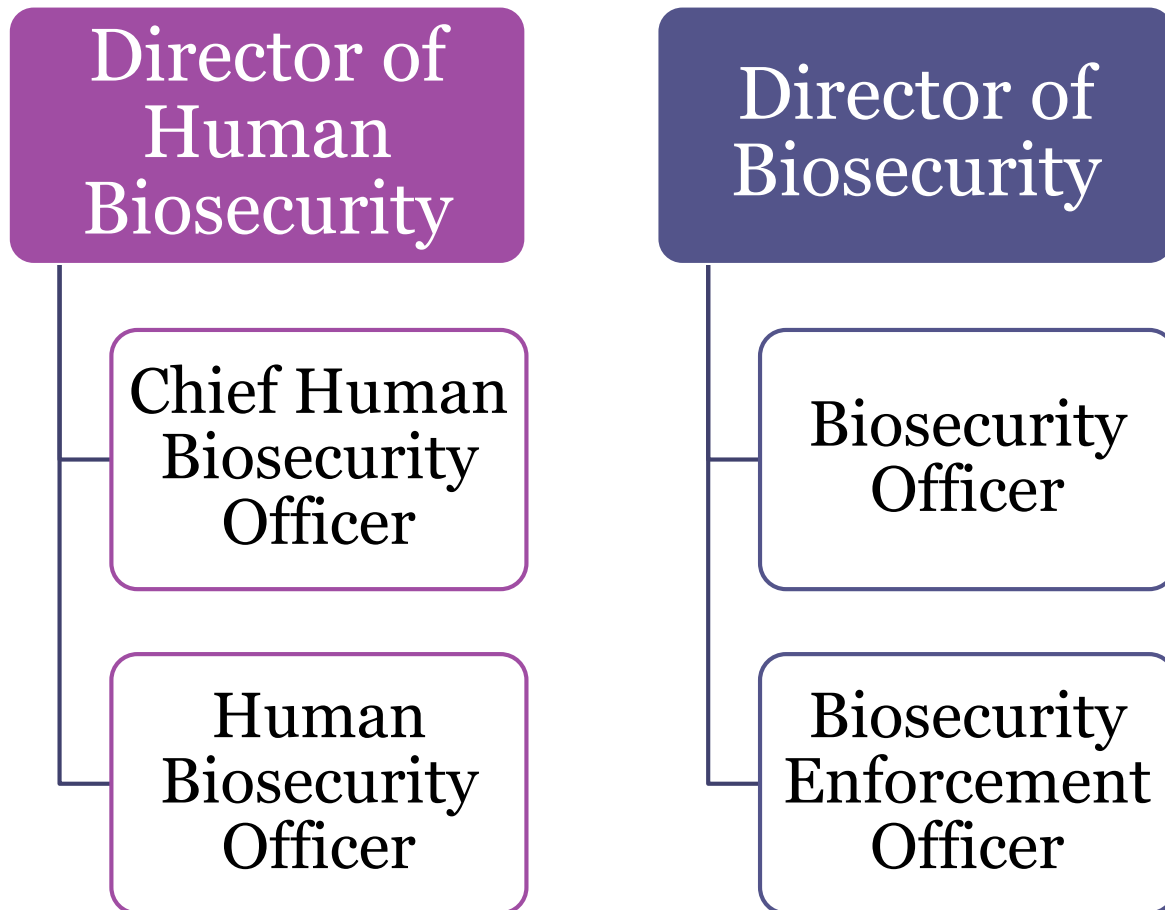 Director of
Human
Biosecurity
Chief Human
Biosecurity
Officer
Human
Biosecurity
Officer
Director of
Biosecurity
Biosecurity
Officer
Biosecurity
Enforcement
Officer